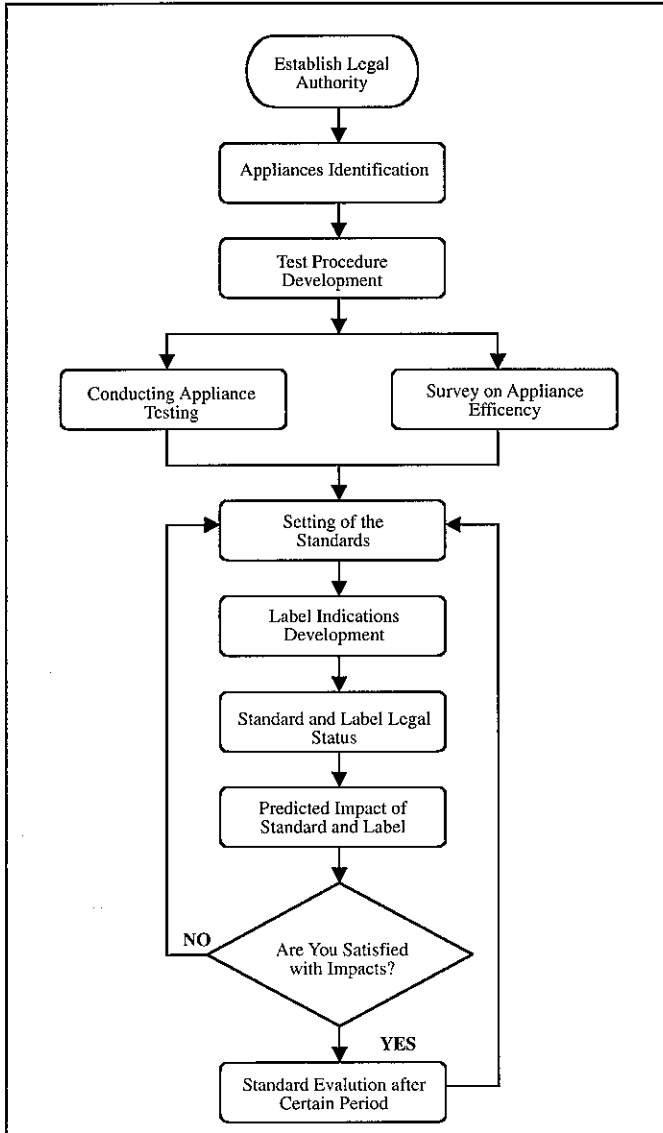 Establish Legal
Authority
Appliances Identification
Test Procedure
Development
Conducting Appliance
Testing
Survey on Appliance
Efficency
Setting of the
Standards
Label Indications
Development
Standard and Label Legal
Status
Predicted Impact of
Standard and Label
NO
Are You Satisfied
with Impacts?
YES
Standard Evalution after
Certain Period